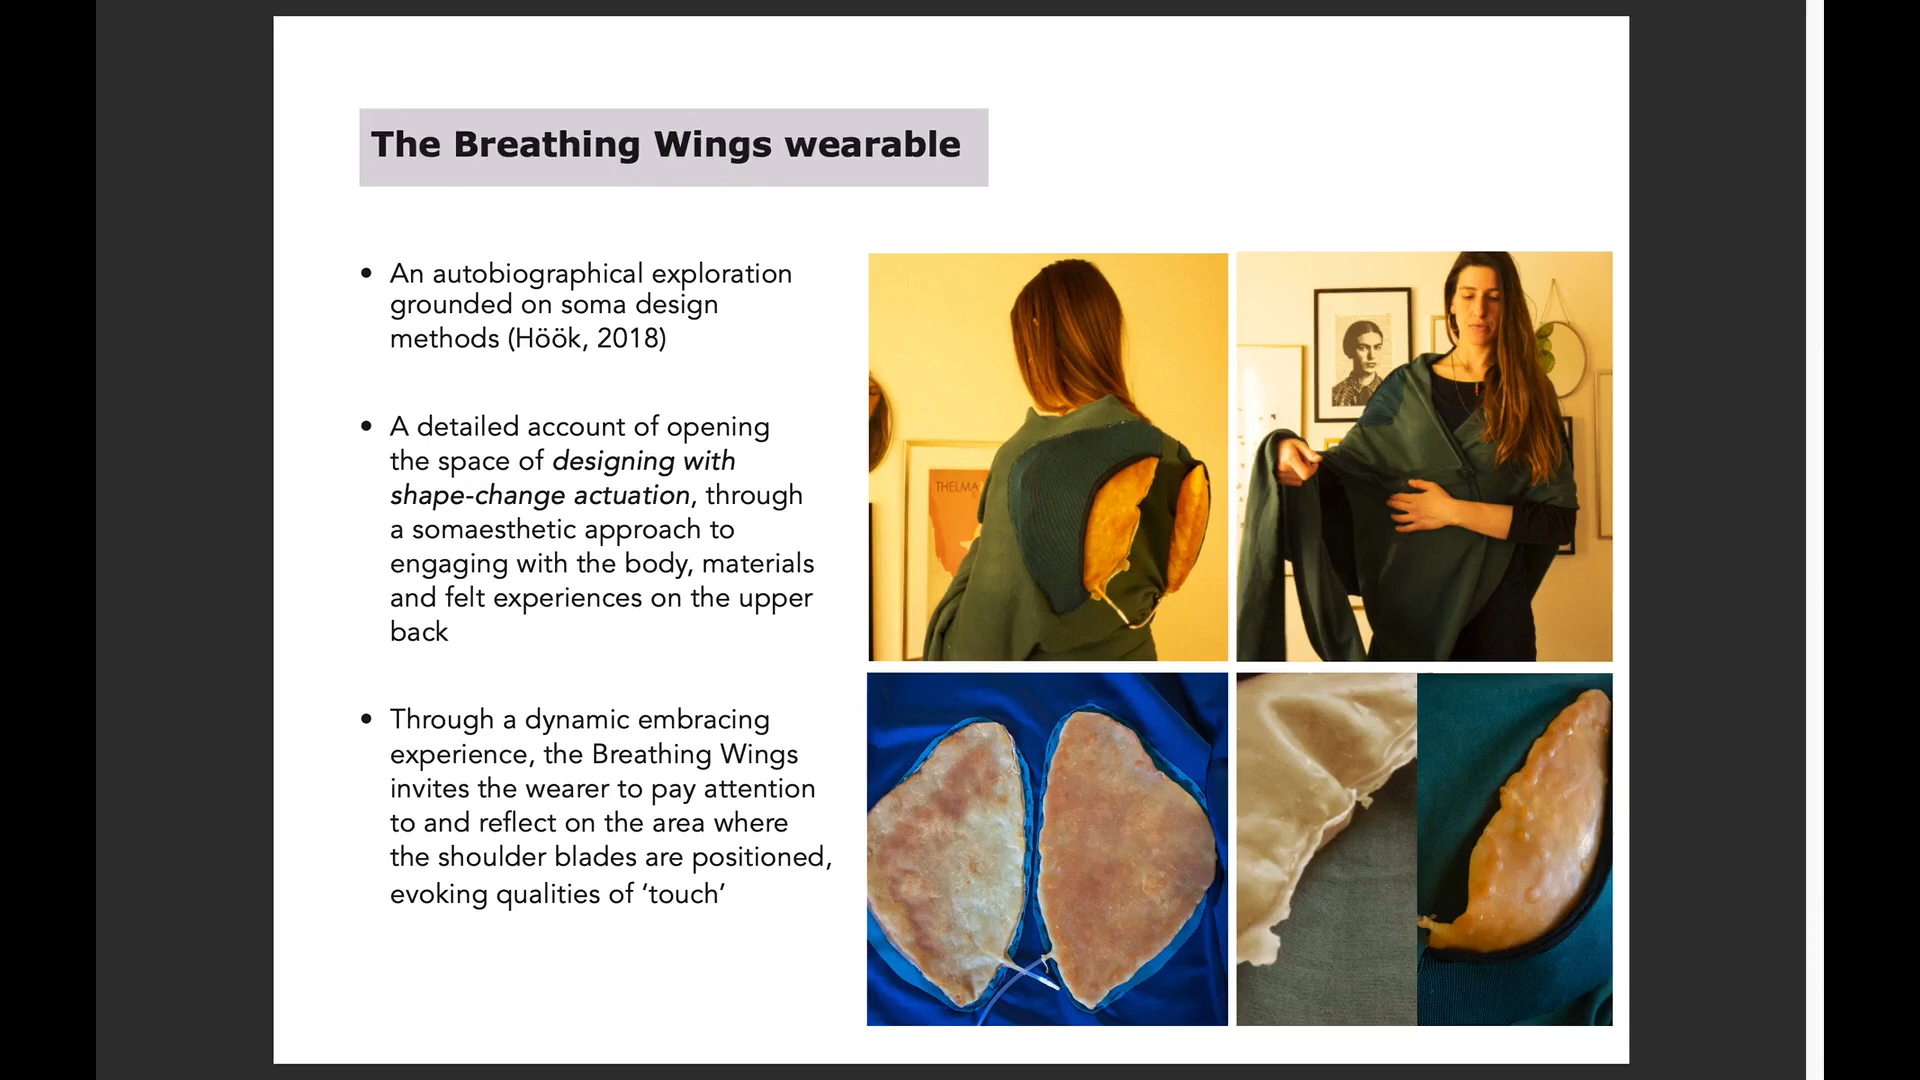 The Breathing Wings wearable
• An autobiographical exploration
grounded on soma design
methods (Höök, 2018)
• A detailed account of opening
the space of designing with
shape-change actuation, through
a somaesthetic approach to
engaging with the body, materials
and felt experiences on the upper
back
• Through a dynamic embracing
experience, the Breathing Wings
invites the wearer to pay attention
to and reflect on the area where
the shoulder blades are positioned,
evoking qualities of ‘touch’
THELMA